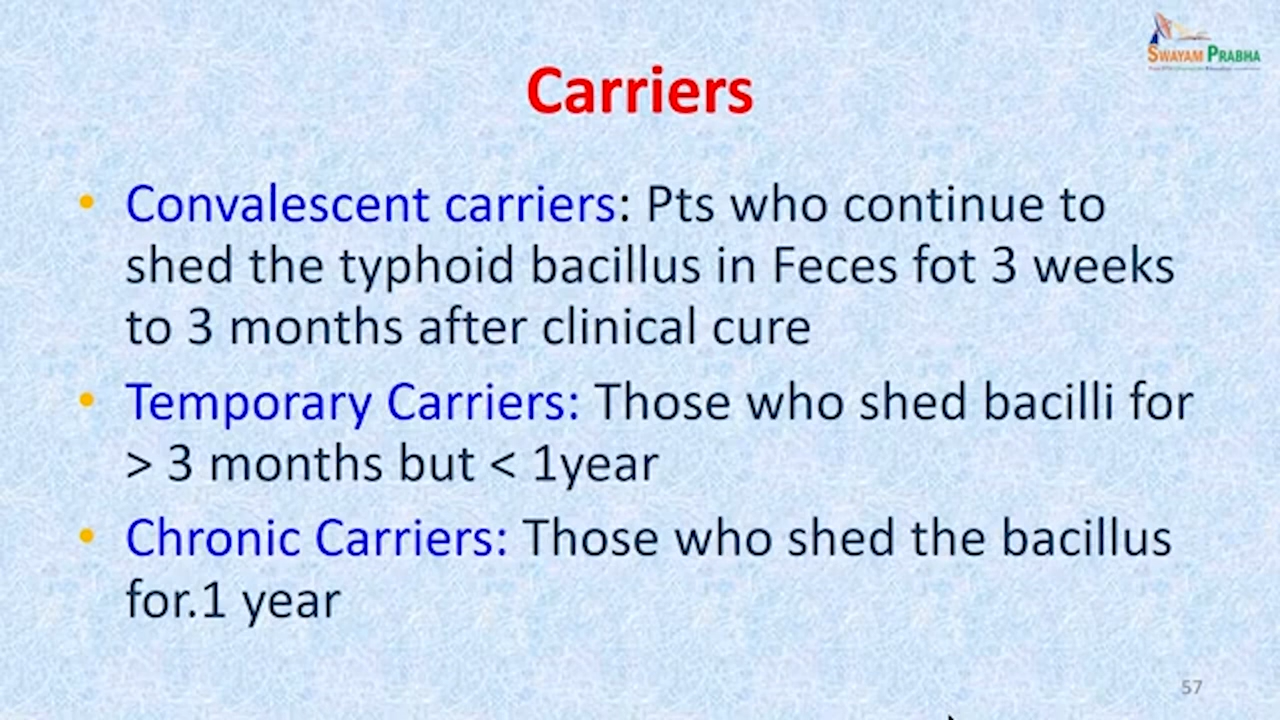 SWAYAM PRABHA
Carriers
• Convalescent carriers: Pts who continue to
shed the typhoid bacillus in Feces fot 3 weeks
to 3 months after clinical cure
• Temporary Carriers: Those who shed bacilli for
> 3 months but < 1year
• Chronic Carriers: Those who shed the bacillus
for.1 year
57